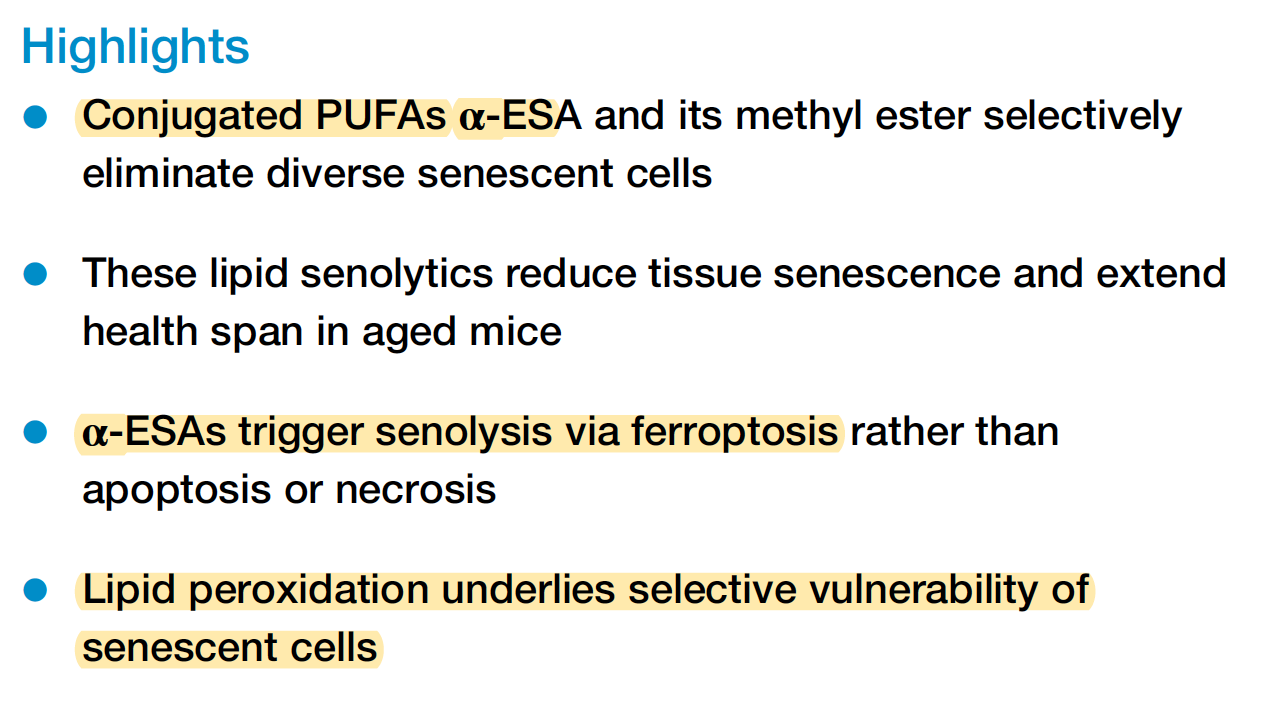 Highlights
Conjugated PUFAs α-ESA and its methyl ester selectively
eliminate diverse senescent cells
These lipid senolytics reduce tissue senescence and extend
health span in aged mice
α-ESAs trigger senolysis via ferroptosis rather than
apoptosis or necrosis
Lipid peroxidation underlies selective vulnerability of
senescent cells